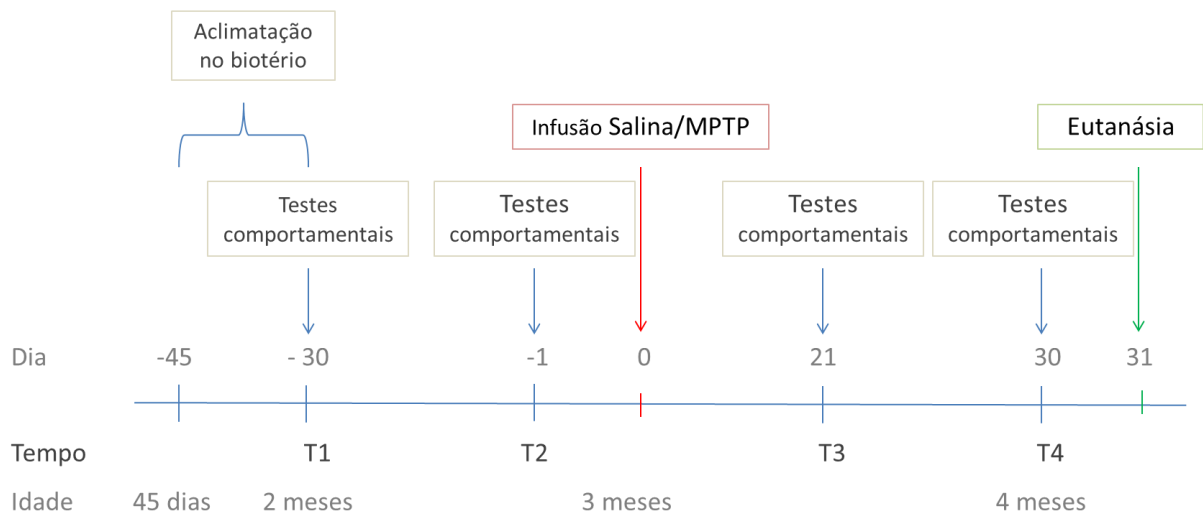 Aclimatação
no biotério
Infusão Salina/MPTP
Eutanásia
Testes
comportamentais
Testes
comportamentais
Testes
comportamentais
Testes
comportamentais
Dia -45 - 30 -1 0 21 30 31
Tempo T1 T2 T3 T4
Idade 45 dias 2 meses 3 meses 4 meses